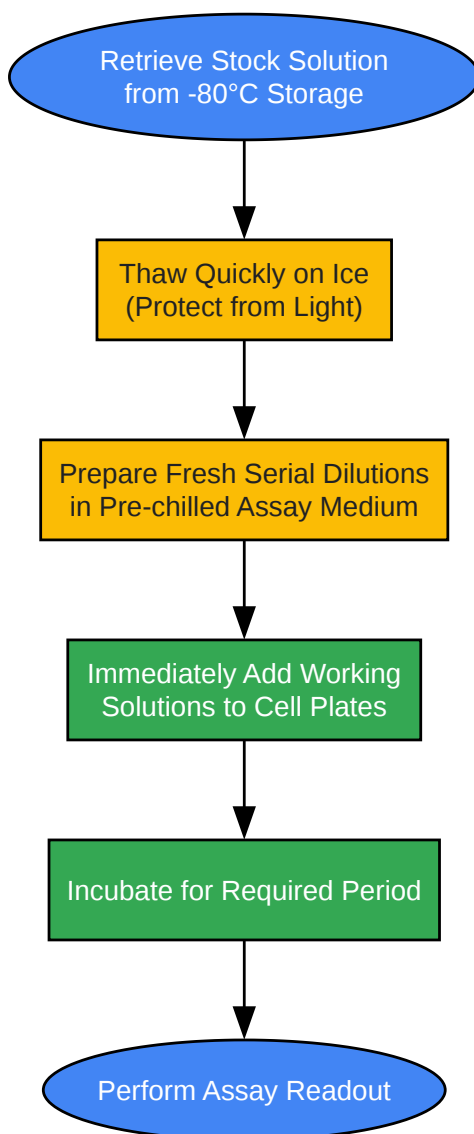 Retrieve Stock Solution
from -80°C Storage
Thaw Quickly on Ice
(Protect from Light)
Prepare Fresh Serial Dilutions
in Pre-chilled Assay Medium
Immediately Add Working
Solutions to Cell Plates
Incubate for Required Period
Perform Assay Readout